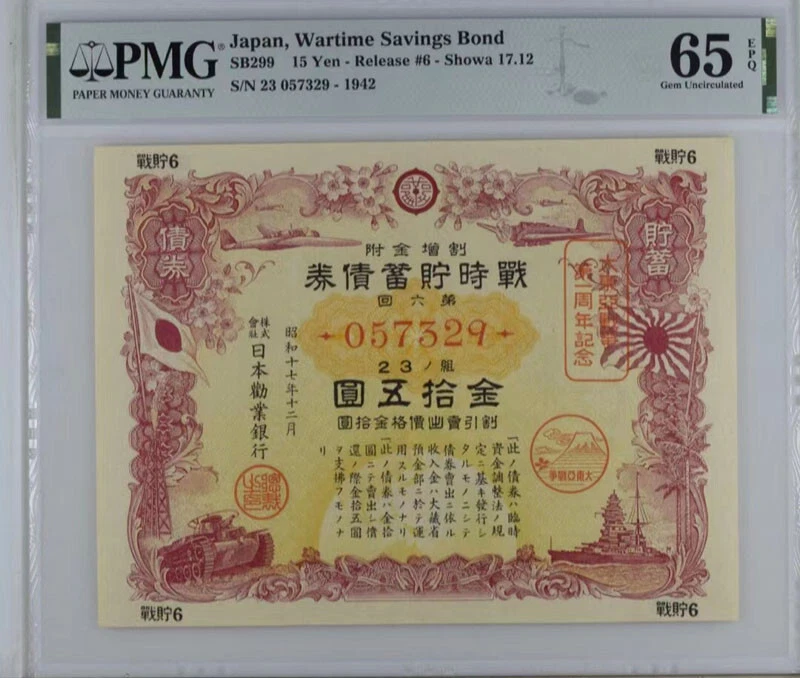 PMG
PAPER MONEY GUARANTY
Japan, Wartime Savings Bond
SB299 15 Yen - Release #6 - Showa 17.12
S/N 23 057329 - 1942
65 EPQ
Gem Uncirculated
戰貯6
戰貯6
債券
貯蓄
附金增割
券債蓄貯時戰
回六第
057329
23ノ組
圓五拾金
圓拾金格價出賣引割
大東亞戰爭
第一周年記念
昭和十七年十二月
株式會社
日本勸業銀行
「此ノ債券ハ臨時
資金調整法ノ規
定ニ基キ發行シ
タルモノニシテ
債券賣出ニ依ル
收入金ハ大藏省
預金部ニ於テ運
用スルモノナリ
「此ノ債券ハ金拾
圓ニテ賣出シ償
還ノ際金拾五圓
ヲ支拂フモノナ
リ
大東亞戰爭
戰貯6
戰貯6